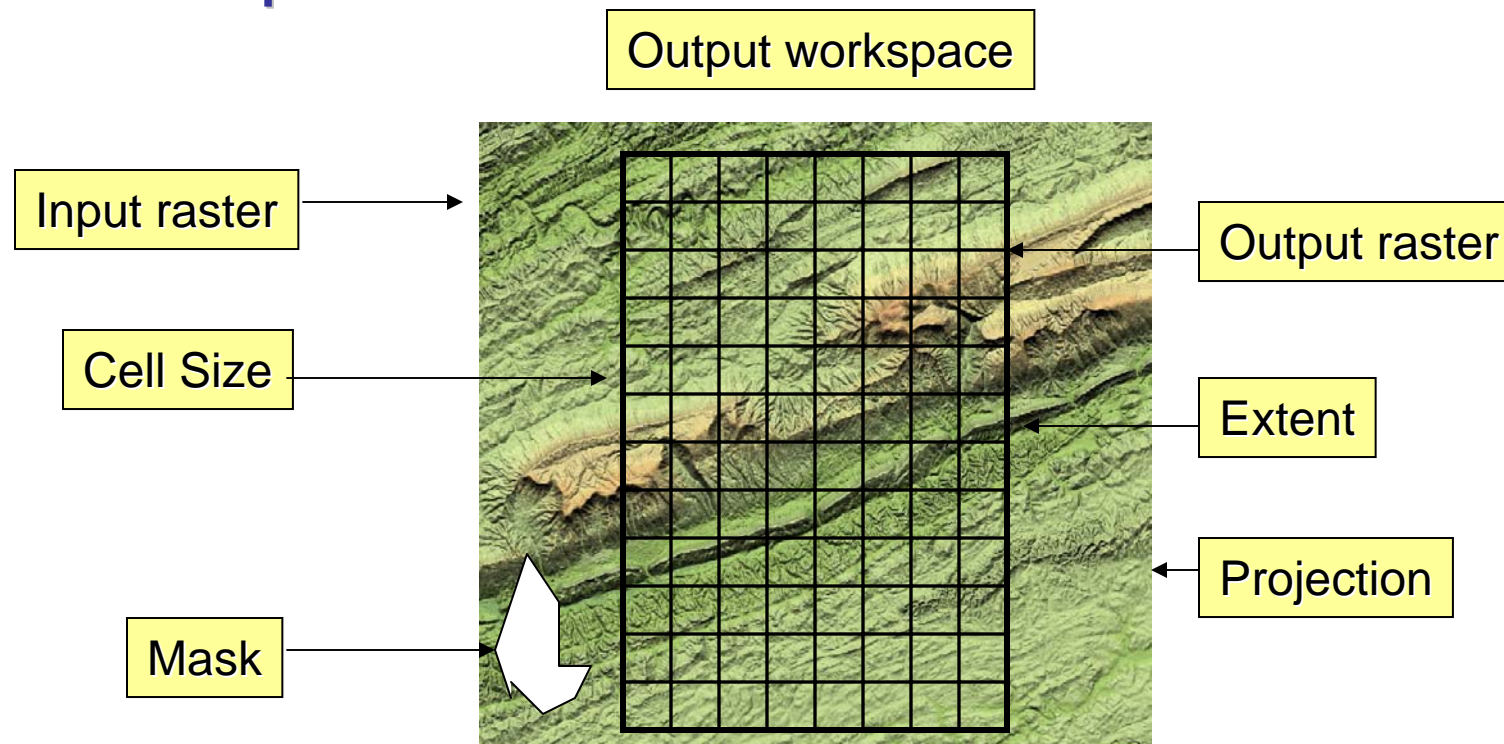 Output workspace
Input raster
Output raster
Cell Size
Extent
Projection
Mask